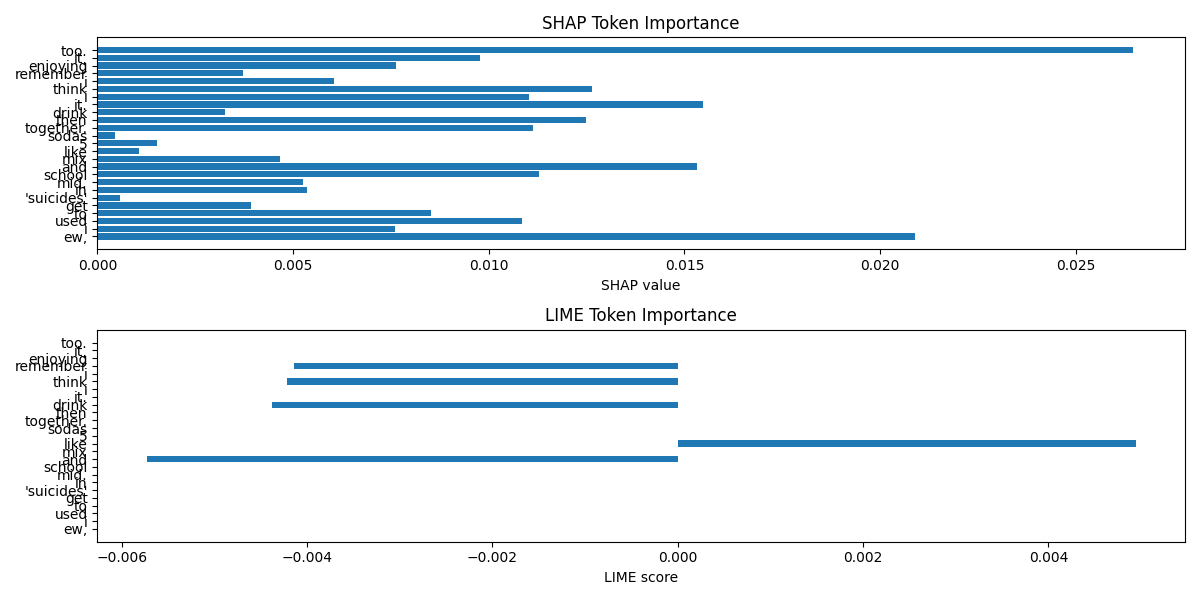 SHAP Token Importance
too.
it,
enjoying
remember
i
think
i
it,
drink
then
together,
sodas
5
like
mix
and
school
mid,
in
'suicides'
get
to
used
i
ew,
0.000 0.005 0.010 0.015 0.020 0.025
SHAP value
LIME Token Importance
too.
it,
enjoying
remember
i
think
i
it,
drink
then
together,
sodas
5
like
mix
and
school
mid,
in
'suicides'
get
to
used
i
ew,
−0.006 −0.004 −0.002 0.000 0.002 0.004
LIME score